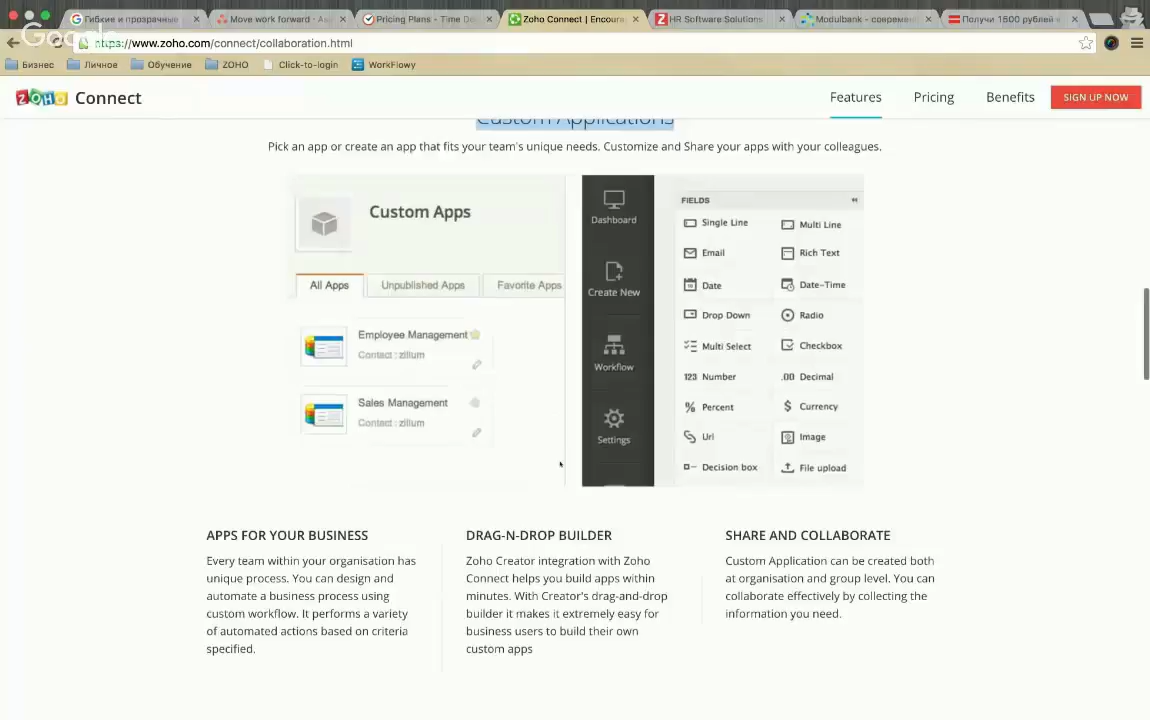 Гибкие и прозрачные
Move work forward - As
Pricing Plans - Time Do
Zoho Connect | Encoura
HR Software Solutions
Modulbank - современн
Получи 1500 рублей н
Google
https://www.zoho.com/connect/collaboration.html
Бизнес
Личное
Обучение
ZOHO
Click-to-login
WorkFlowy
ZOHO Connect
Features
Pricing
Benefits
SIGN UP NOW
Custom Applications
Pick an app or create an app that fits your team's unique needs. Customize and Share your apps with your colleagues.
Custom Apps
All Apps
Unpublished Apps
Favorite Apps
Employee Management
Contact : zillum
Sales Management
Contact : zillum
Dashboard
Create New
Workflow
Settings
FIELDS
Single Line
Multi Line
Email
Rich Text
Date
Date-Time
Drop Down
Radio
Multi Select
Checkbox
123 Number
.00 Decimal
% Percent
$ Currency
Url
Image
Decision box
File upload
APPS FOR YOUR BUSINESS
Every team within your organisation has
unique process. You can design and
automate a business process using
custom workflow. It performs a variety
of automated actions based on criteria
specified.
DRAG-N-DROP BUILDER
Zoho Creator integration with Zoho
Connect helps you build apps within
minutes. With Creator's drag-and-drop
builder it makes it extremely easy for
business users to build their own
custom apps
SHARE AND COLLABORATE
Custom Application can be created both
at organisation and group level. You can
collaborate effectively by collecting the
information you need.